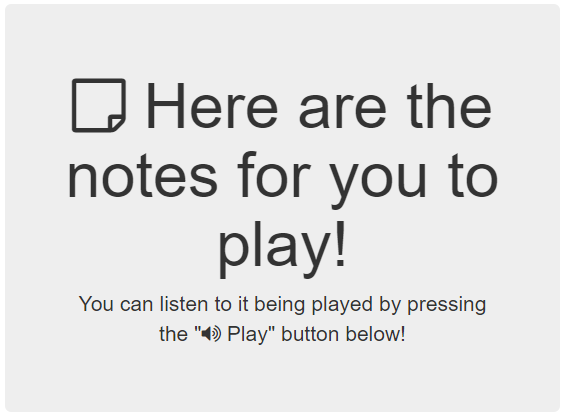 Here are the
notes for you to
play!
You can listen to it being played by pressing
the " Play" button below!